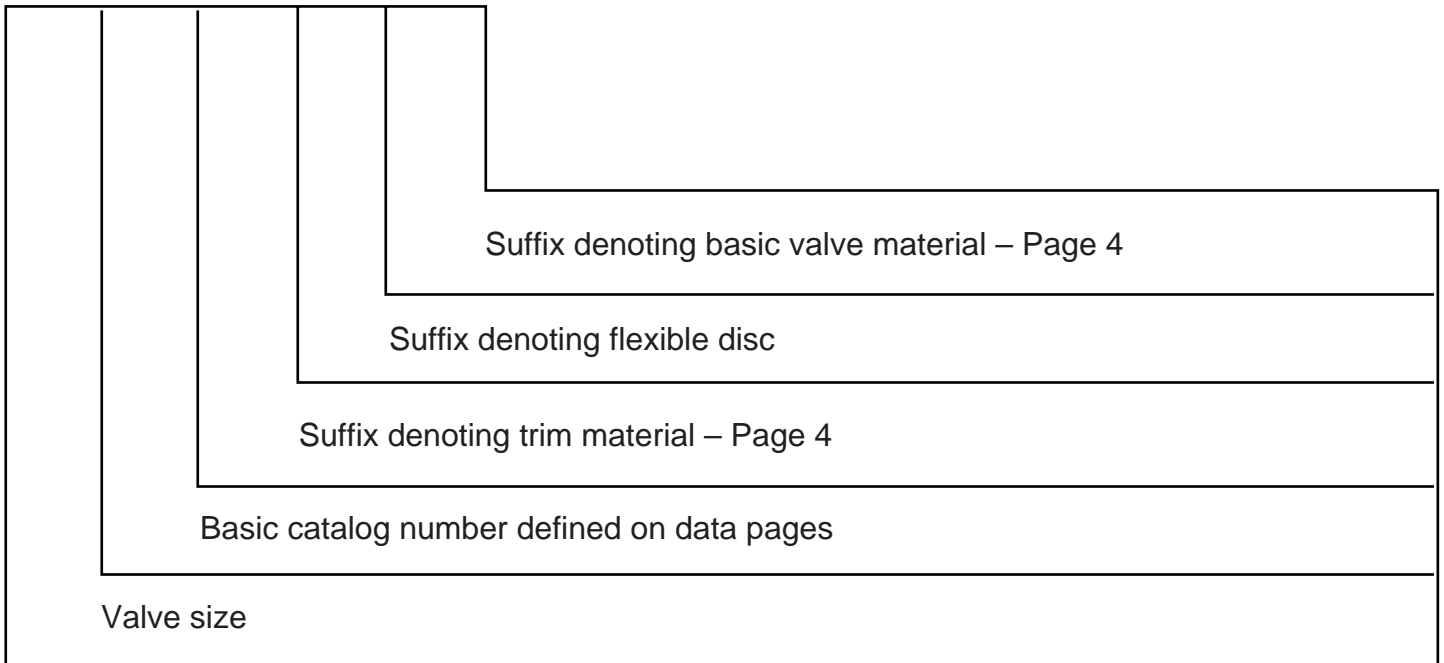 Suffix denoting basic valve material – Page 4
Suffix denoting flexible disc
Suffix denoting trim material – Page 4
Basic catalog number defined on data pages
Valve size